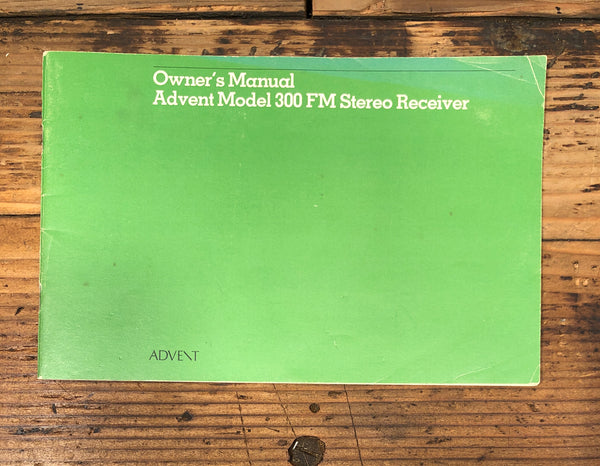 Owner's Manual
Advent Model 300 FM Stereo Receiver
ADVENT